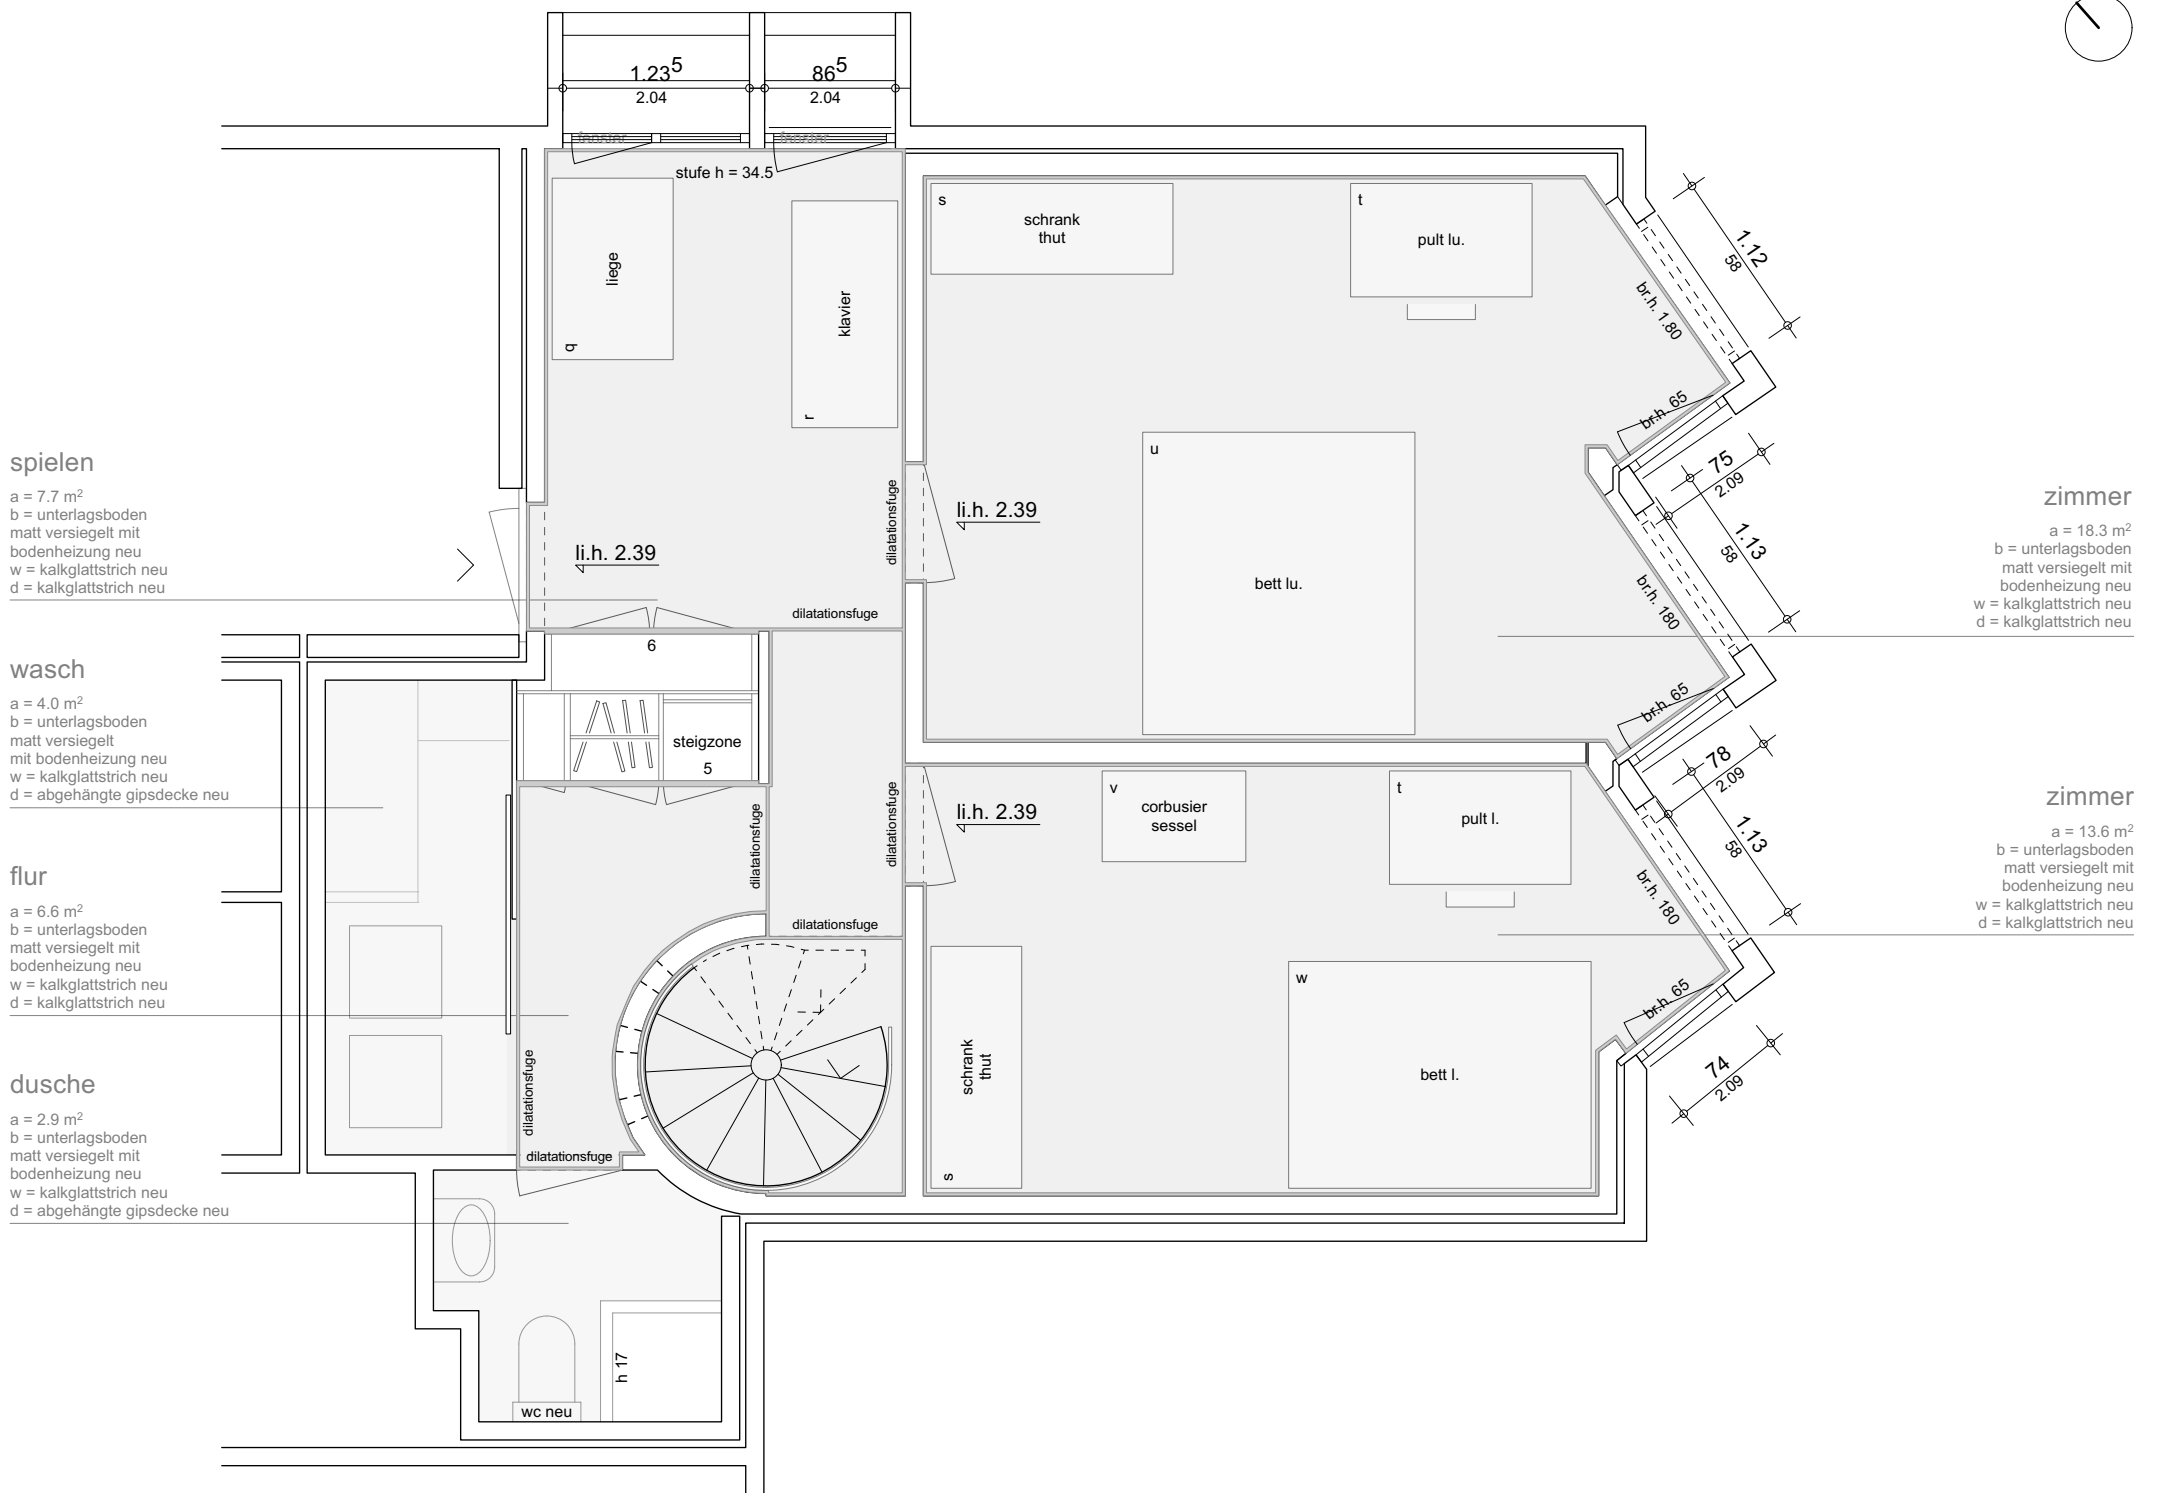 1.23⁵
2.04
86⁵
2.04
fenster
fenster
stufe h = 34.5
liege
q
klavier
r
s
schrank
thut
t
pult lu.
1.12
58
br.h. 1.80
br.h. 65
75
2.09
u
bett lu.
li.h. 2.39
li.h. 2.39
dilatationsfuge
dilatationsfuge
1.13
58
br.h. 180
br.h. 65
78
2.09
6
steigzone
5
dilatationsfuge
dilatationsfuge
li.h. 2.39
v
corbusier
sessel
t
pult l.
1.13
58
br.h. 180
br.h. 65
74
2.09
dilatationsfuge
w
bett l.
schrank
thut
s
dilatationsfuge
dilatationsfuge
h 17
wc neu
spielen
a = 7.7 m²
b = unterlagsboden
matt versiegelt mit
bodenheizung neu
w = kalkglattstrich neu
d = kalkglattstrich neu
wasch
a = 4.0 m²
b = unterlagsboden
matt versiegelt
mit bodenheizung neu
w = kalkglattstrich neu
d = abgehängte gipsdecke neu
flur
a = 6.6 m²
b = unterlagsboden
matt versiegelt mit
bodenheizung neu
w = kalkglattstrich neu
d = kalkglattstrich neu
dusche
a = 2.9 m²
b = unterlagsboden
matt versiegelt mit
bodenheizung neu
w = kalkglattstrich neu
d = abgehängte gipsdecke neu
zimmer
a = 18.3 m²
b = unterlagsboden
matt versiegelt mit
bodenheizung neu
w = kalkglattstrich neu
d = kalkglattstrich neu
zimmer
a = 13.6 m²
b = unterlagsboden
matt versiegelt mit
bodenheizung neu
w = kalkglattstrich neu
d = kalkglattstrich neu